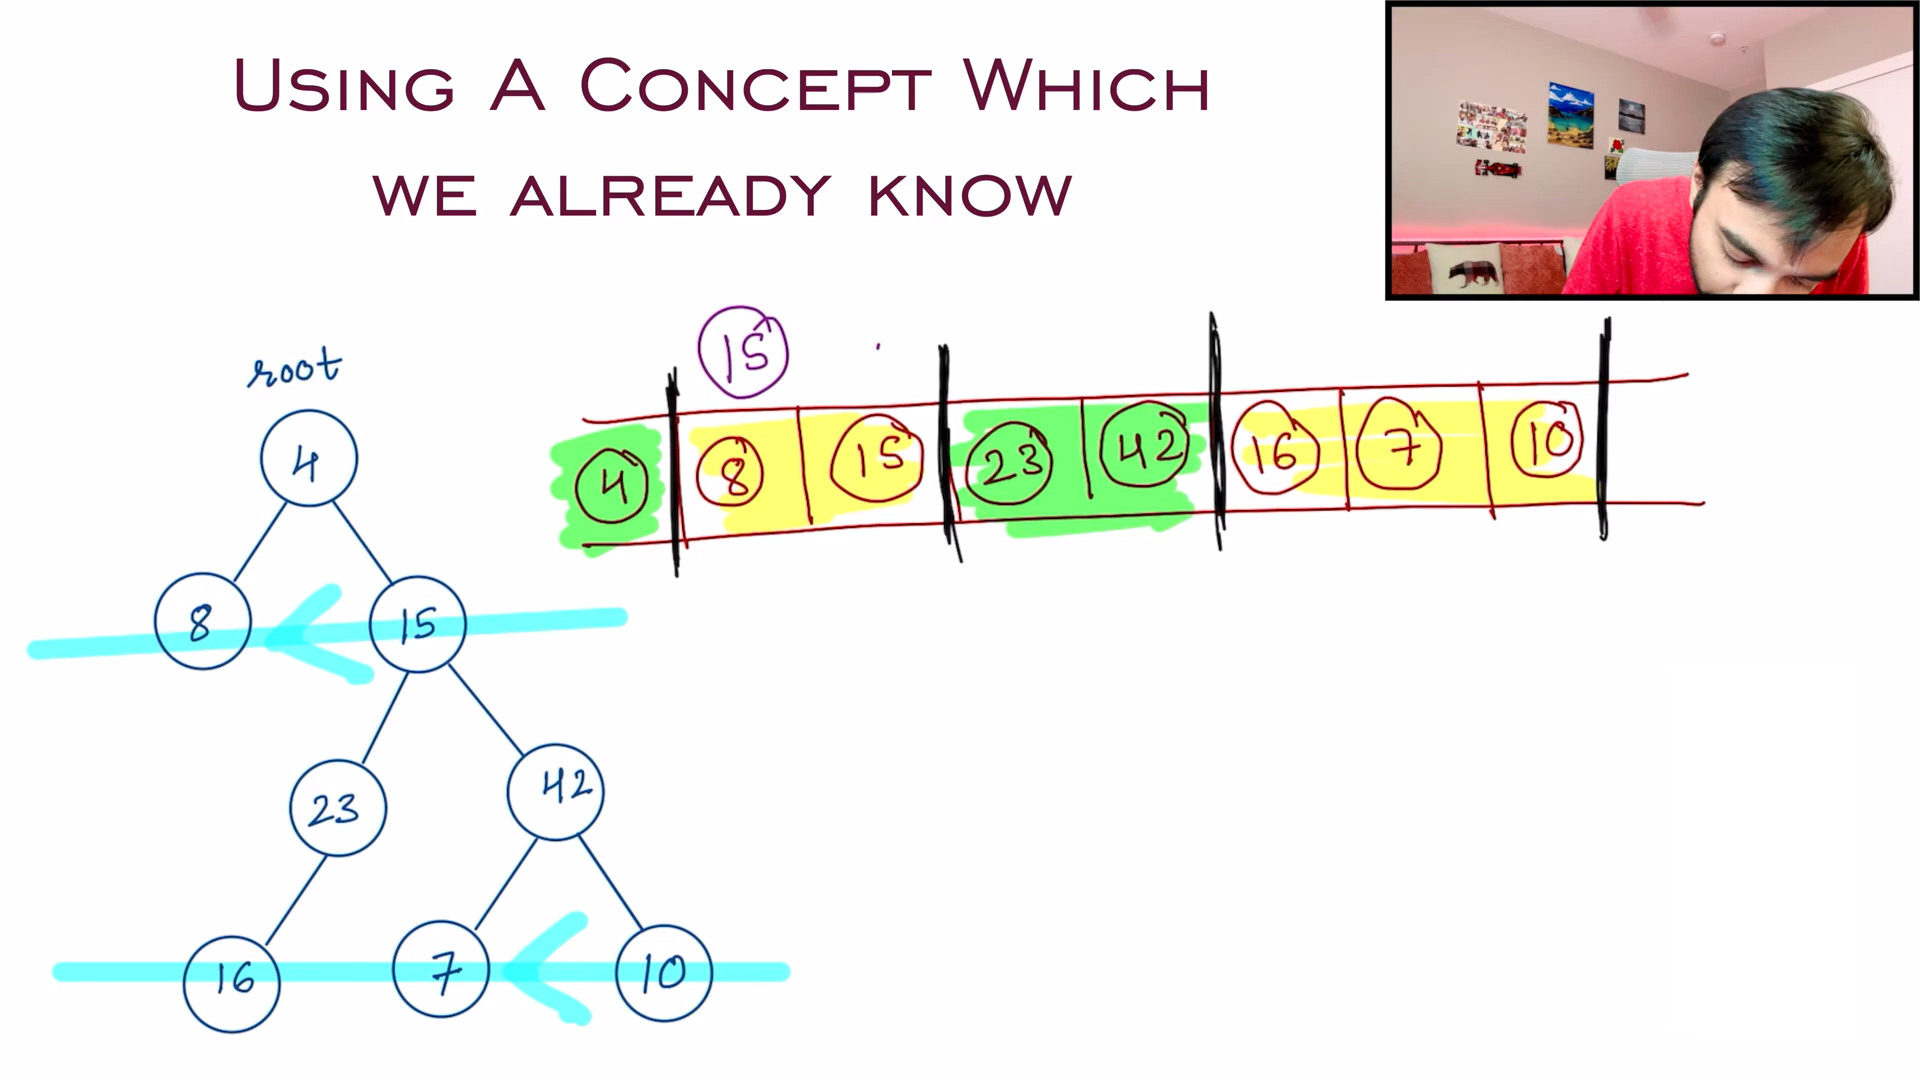 USING A CONCEPT WHICH
WE ALREADY KNOW
root
4
8
15
23
42
16
7
10
15
4 8 15 23 42 16 7 10